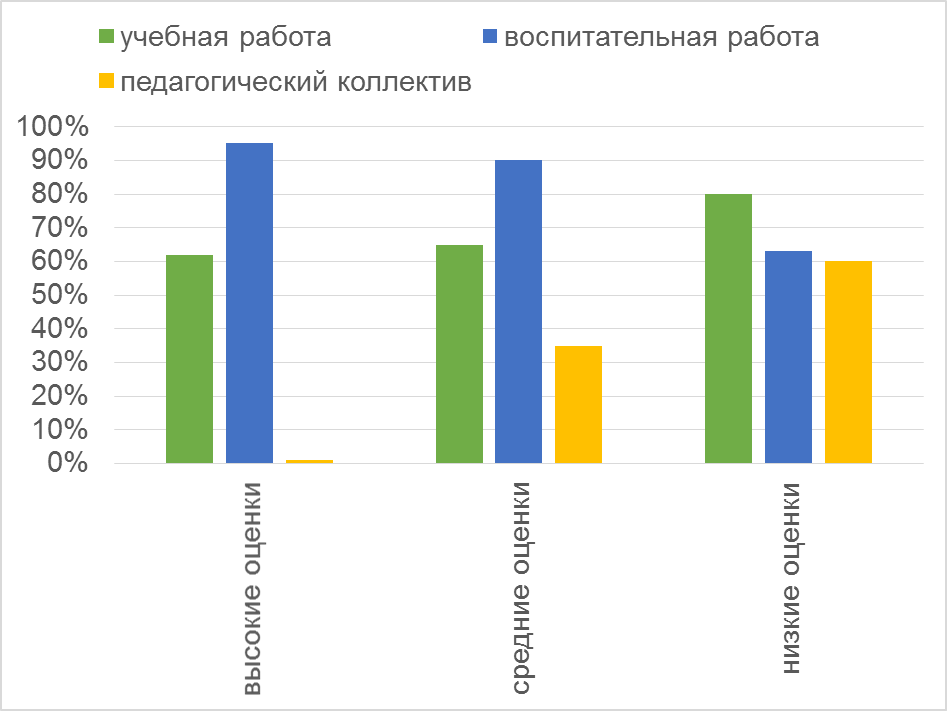 учебная работа
воспитательная работа
педагогический коллектив
100%
90%
80%
70%
60%
50%
40%
30%
20%
10%
0%
высокие оценки
средние оценки
низкие оценки